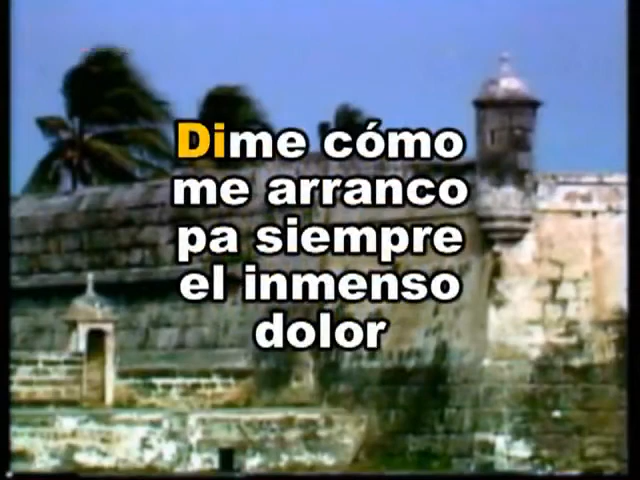 Dime cómo
me arranco
pa siempre
el inmenso
dolor